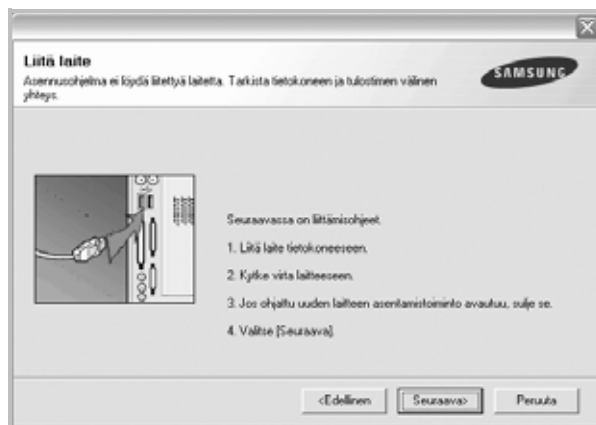 Liitä laite
Asennusohjelma ei löydä liitettyä laitetta. Tarkista tietokoneen ja tulostimen välinen
yhteys.
SAMSUNG
Seuraavassa on liittämisohjeet.
1. Liitä laite tietokoneeseen.
2. Kytke virta laitteeseen.
3. Jos ohjattu uuden laitteen asentamistoiminto avautuu, sulje se.
4. Valitse [Seuraava].
<Edellinen
Seuraava>
Peruuta